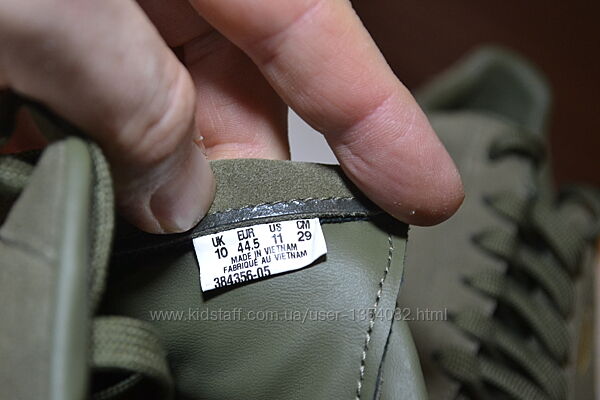 UK EUR US CM
10 44.5 11 29
MADE IN VIETNAM
FABRIQUE AU VIETNAM
384356-05
www.kidstaff.com.ua/user-1354032.html